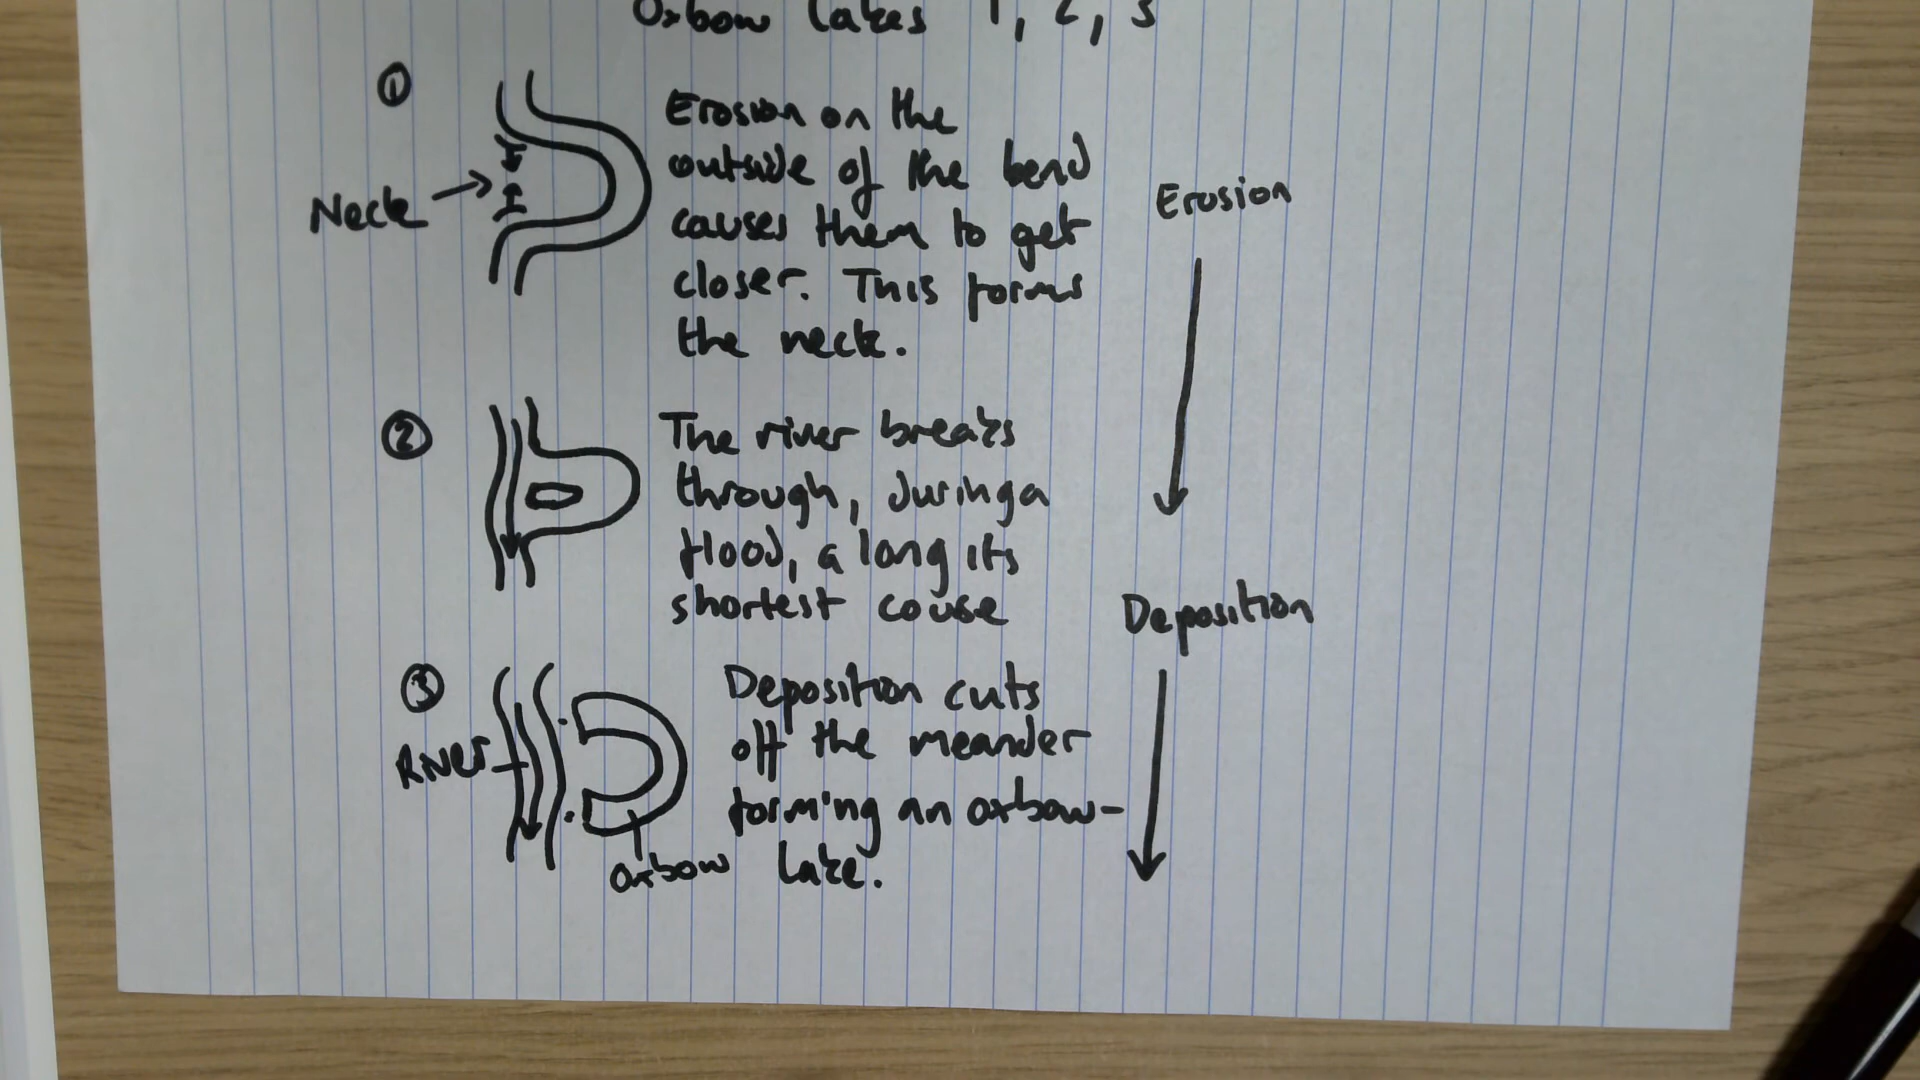 Oxbow lakes 1, 2, 3
①
Neck
Erosion on the
outside of the bend
causes them to get
closer. This forms
the neck.
Erosion
②
The river breaks
through, during a
flood, a long its
shortest couse
Deposition
③
River
oxbow
Deposition cuts
off the meander
forming an oxbow-
lake.